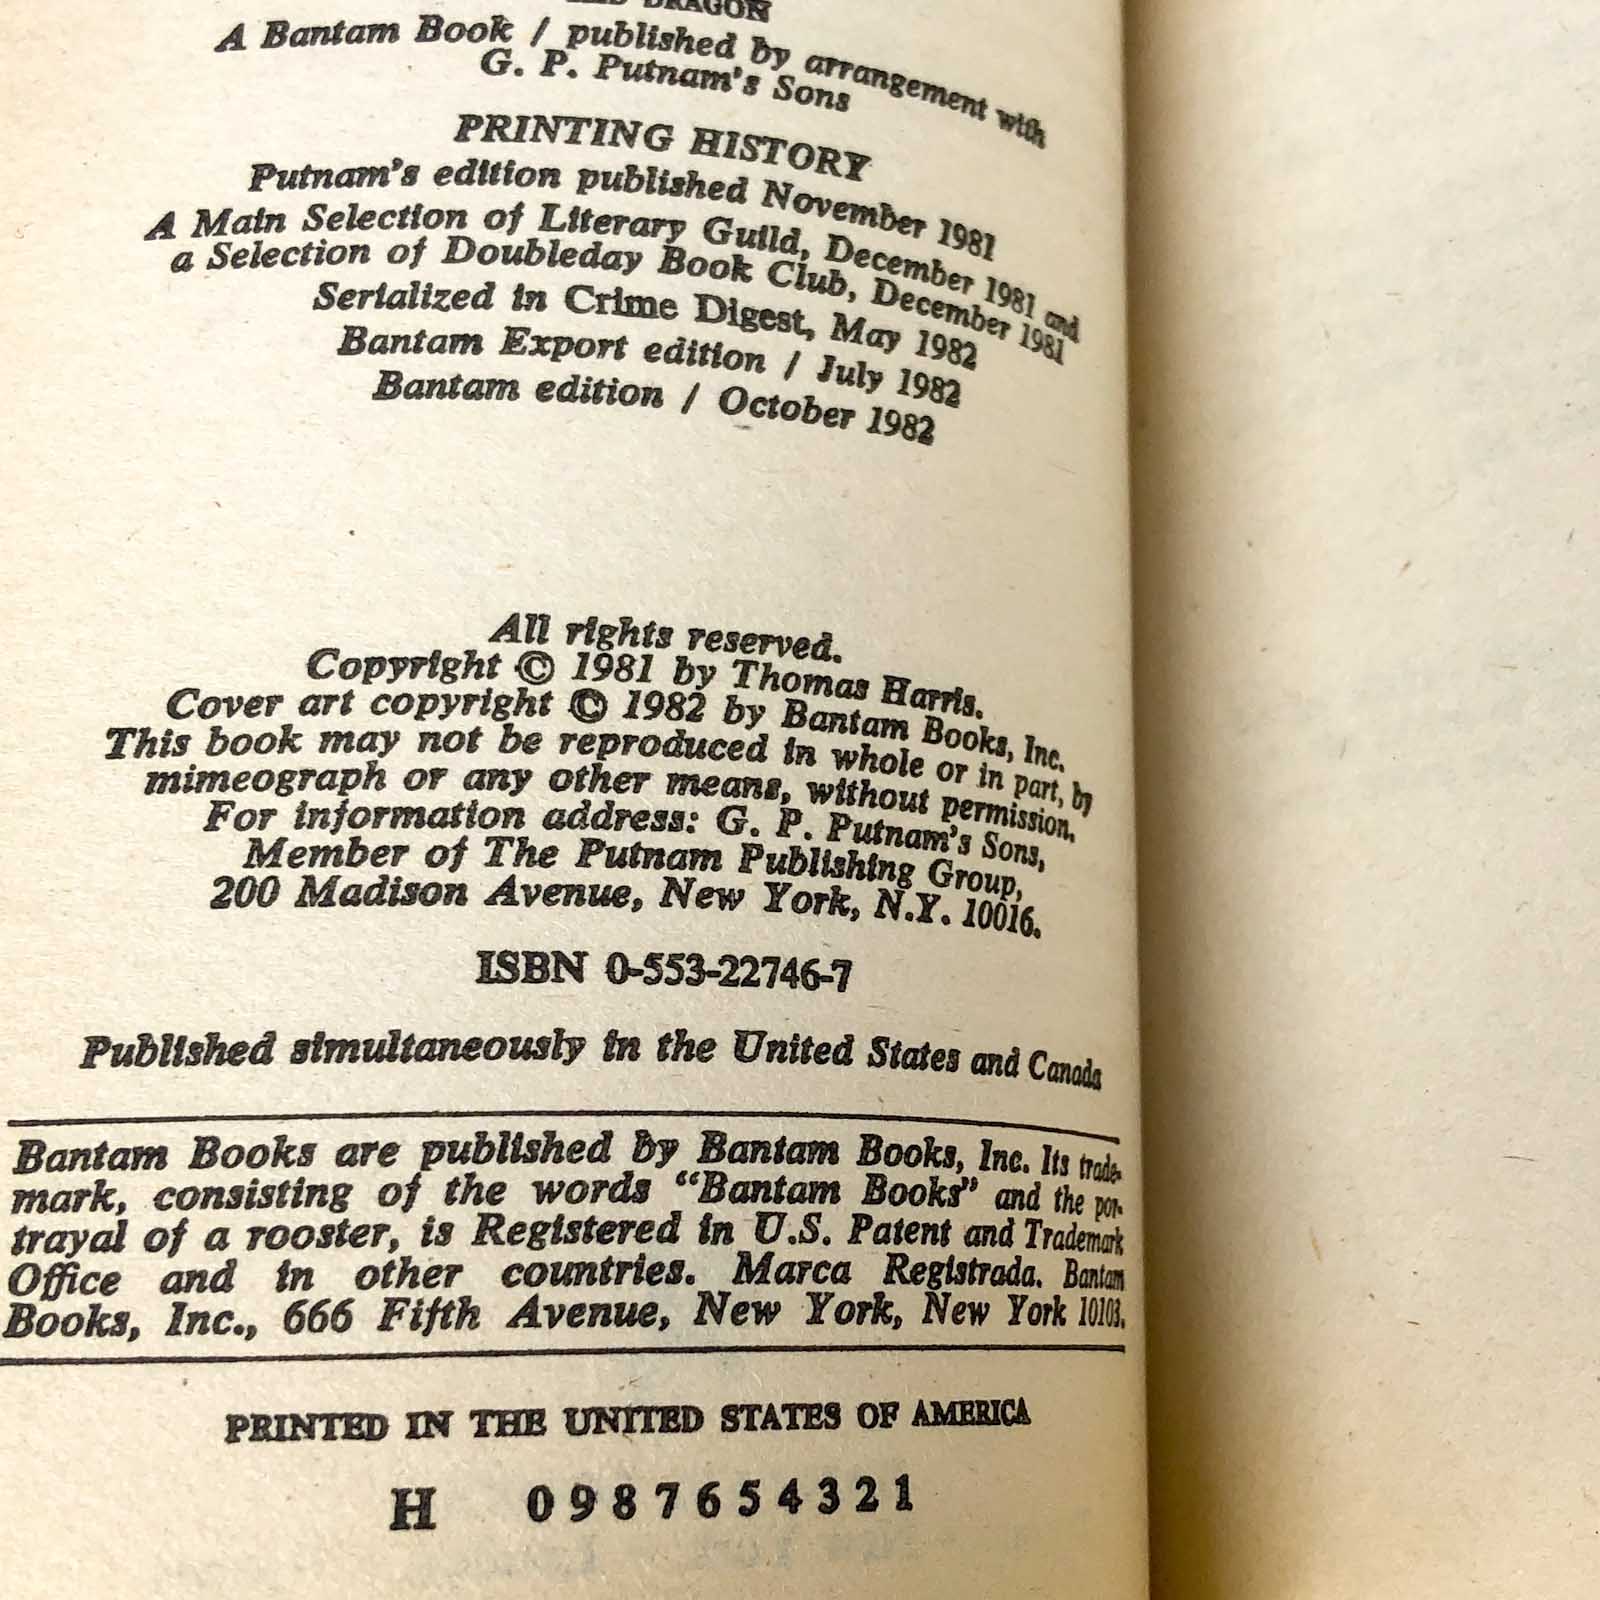 DRAGON
A Bantam Book / published by arrangement with
G. P. Putnam's Sons
PRINTING HISTORY
Putnam's edition published November 1981
A Main Selection of Literary Guild, December 1981 and
a Selection of Doubleday Book Club, December 1981
Serialized in Crime Digest, May 1982
Bantam Export edition / July 1982
Bantam edition / October 1982
All rights reserved.
Copyright © 1981 by Thomas Harris.
Cover art copyright © 1982 by Bantam Books, Inc.
This book may not be reproduced in whole or in part, by
mimeograph or any other means, without permission.
For information address: G. P. Putnam's Sons,
Member of The Putnam Publishing Group,
200 Madison Avenue, New York, N.Y. 10016.
ISBN 0-553-22746-7
Published simultaneously in the United States and Canada
Bantam Books are published by Bantam Books, Inc. Its trade-
mark, consisting of the words "Bantam Books" and the por-
trayal of a rooster, is Registered in U.S. Patent and Trademark
Office and in other countries. Marca Registrada. Bantam
Books, Inc., 666 Fifth Avenue, New York, New York 10103.
PRINTED IN THE UNITED STATES OF AMERICA
H 0 9 8 7 6 5 4 3 2 1